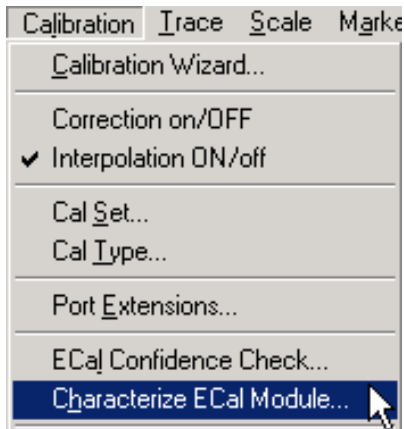 Calibration Trace Scale Marke
Calibration Wizard...
Correction on/OFF
Interpolation ON/off
Cal Set...
Cal Type...
Port Extensions...
ECal Confidence Check...
Characterize ECal Module...